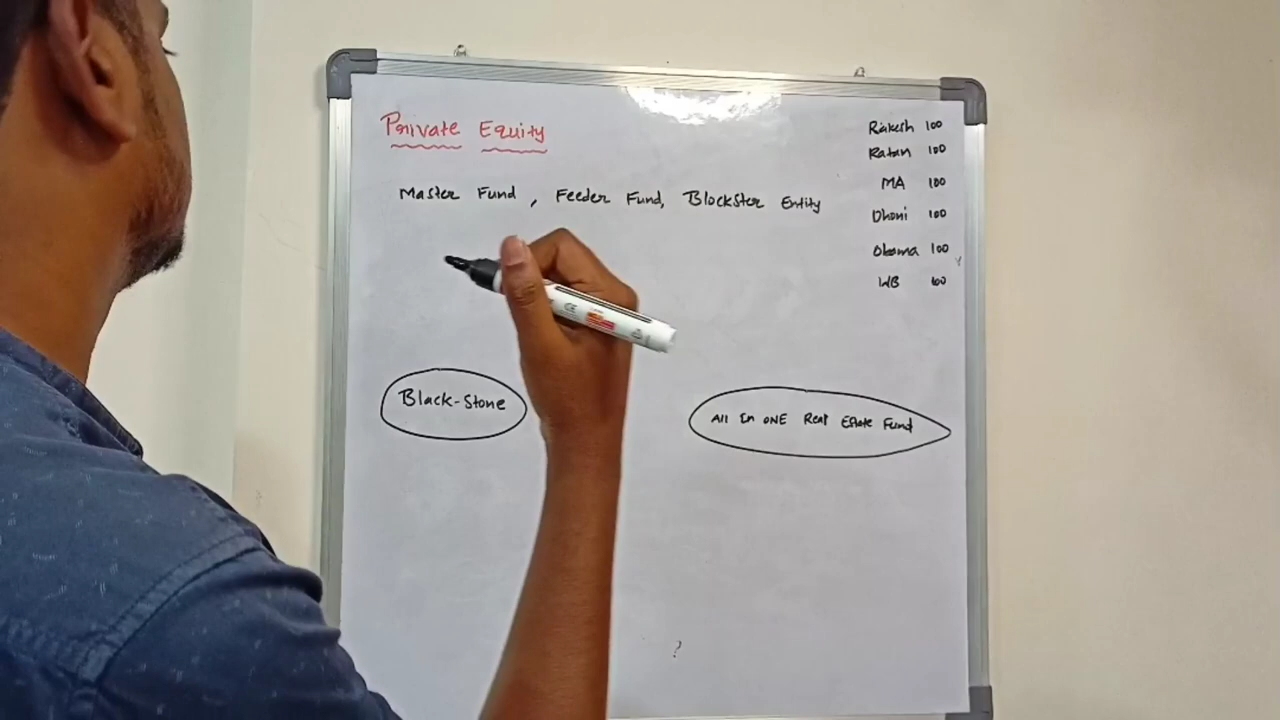 Private Equity
Master Fund, Feeder Fund, Blockster Entity
Rakesh 100
Ratan 100
MA 100
Dhoni 100
Obama 100
WB 100
Black-Stone
All In ONE Real Estate Fund
?